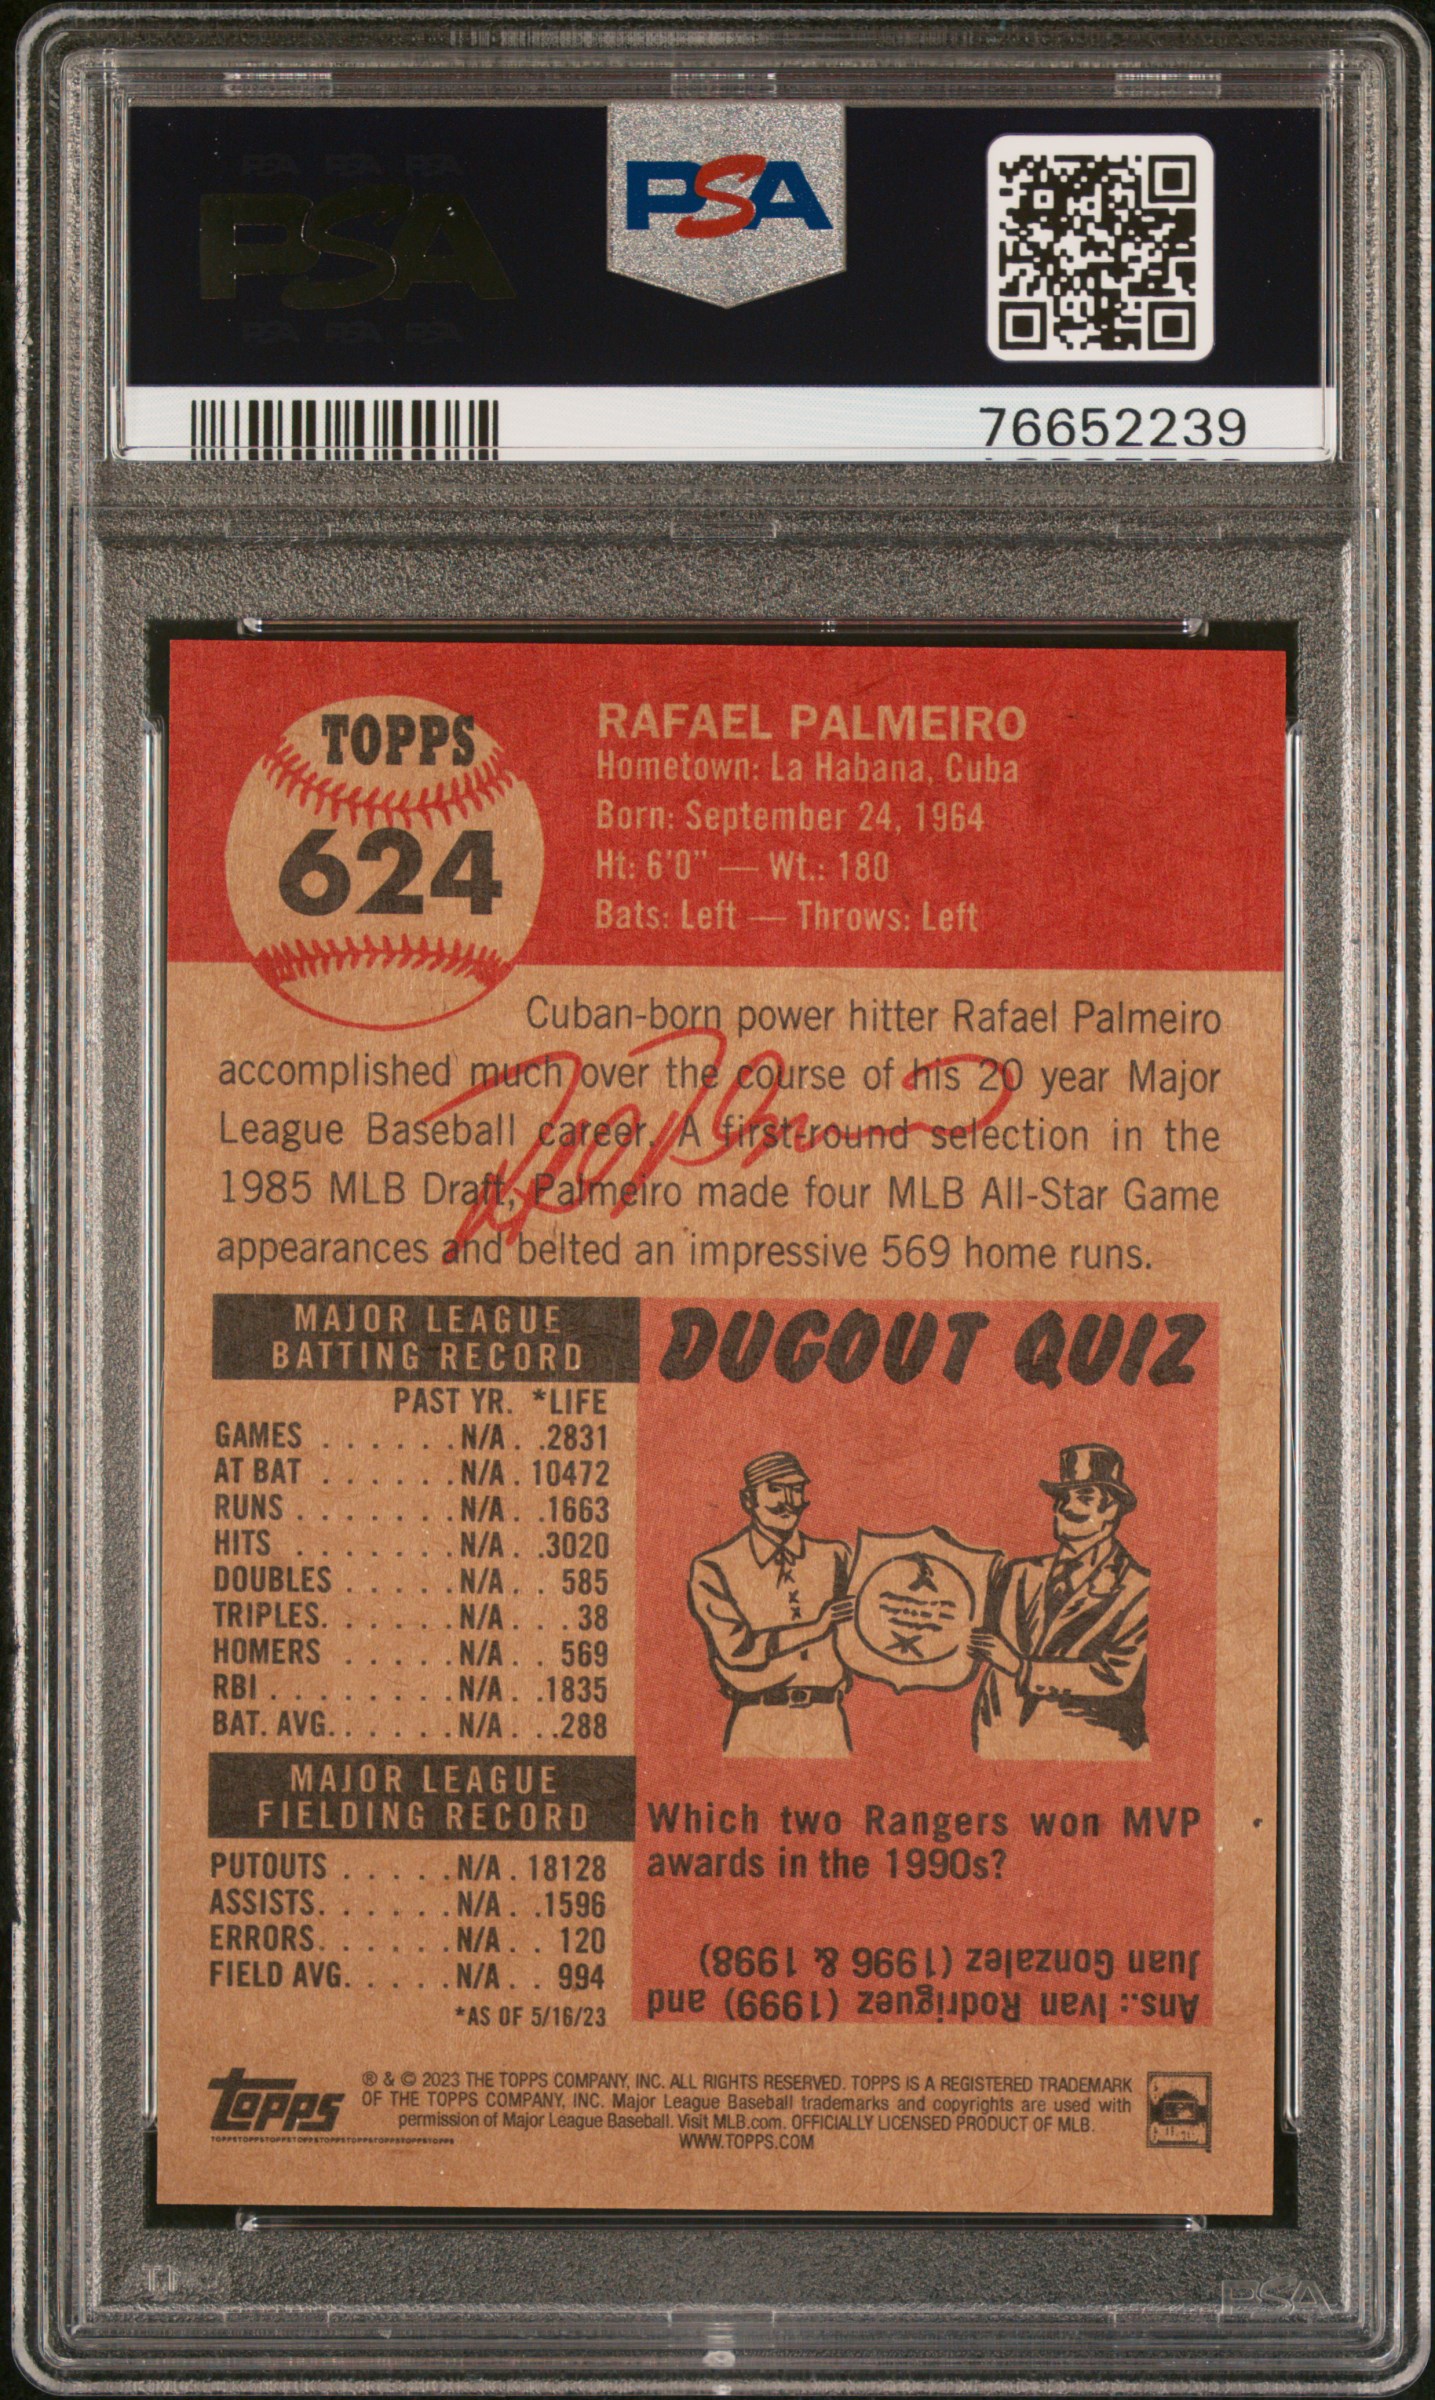 PSA PSA PSA
PSA
PSA
PSA PSA PSA
76652239
TOPPS
624
RAFAEL PALMEIRO
Hometown: La Habana, Cuba
Born: September 24, 1964
Ht: 6'0" — Wt.: 180
Bats: Left — Throws: Left
Cuban-born power hitter Rafael Palmeiro
accomplished much over the course of his 20 year Major
League Baseball career. A first-round selection in the
1985 MLB Draft, Palmeiro made four MLB All-Star Game
appearances and belted an impressive 569 home runs.
MAJOR LEAGUE
BATTING RECORD
PAST YR. *LIFE
GAMES . . . . . . . N/A . . 2831
AT BAT . . . . . . . N/A . 10472
RUNS . . . . . . . . N/A . . 1663
HITS . . . . . . . . N/A . . 3020
DOUBLES . . . . . . N/A . . 585
TRIPLES. . . . . . . N/A . . . 38
HOMERS . . . . . . N/A . . 569
RBI . . . . . . . . . N/A . . 1835
BAT. AVG. . . . . . N/A . . .288
MAJOR LEAGUE
FIELDING RECORD
PUTOUTS . . . . . . N/A . 18128
ASSISTS. . . . . . . N/A . . 1596
ERRORS. . . . . . . N/A . . 120
FIELD AVG. . . . . . N/A . . 994
*AS OF 5/16/23
DUGOUT QUIZ
Which two Rangers won MVP
awards in the 1990s?
Ans.: Ivan Rodriguez (1999) and
Juan Gonzalez (1996 & 1998)
topps
TOPPSTOPPSTOPPSTOPPSTOPPSTOPPSTOPPSTOPPSTOPPS
® & © 2023 THE TOPPS COMPANY, INC. ALL RIGHTS RESERVED. TOPPS IS A REGISTERED TRADEMARK
OF THE TOPPS COMPANY, INC. Major League Baseball trademarks and copyrights are used with
permission of Major League Baseball. Visit MLB.com. OFFICIALLY LICENSED PRODUCT OF MLB.
WWW.TOPPS.COM
PSA